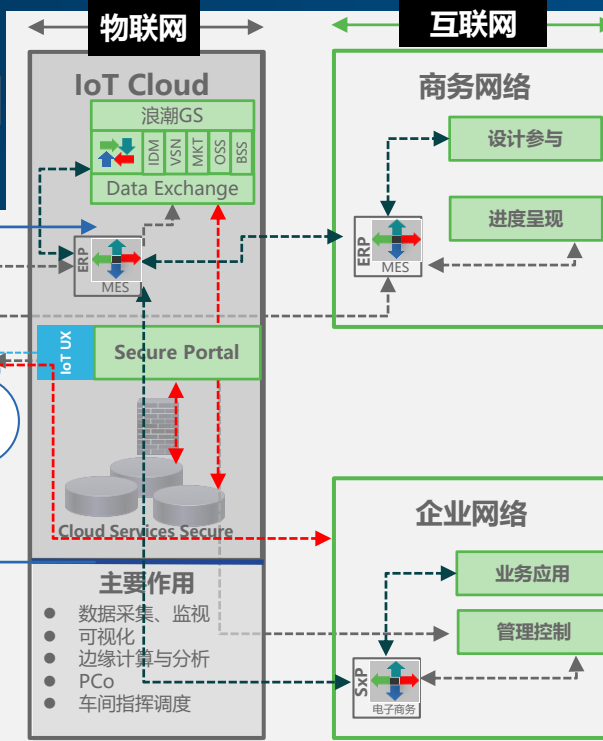 物联网
互联网
IoT Cloud
浪潮GS
IDM
VSN
MKT
OSS
BSS
Data Exchange
ERP
MES
IoT UX
Secure Portal
Cloud Services Secure
主要作用
数据采集、监视
可视化
边缘计算与分析
PCo
车间指挥调度
商务网络
设计参与
进度呈现
ERP
MES
企业网络
业务应用
管理控制
SxP
电子商务